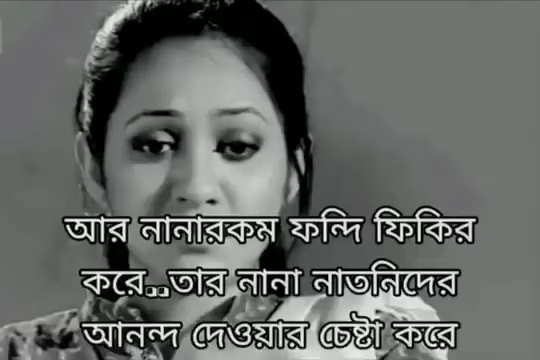 আর নানারকম ফন্দি ফিকির
করে..তার নানা নাতনিদের
আনন্দ দেওয়ার চেষ্টা করে